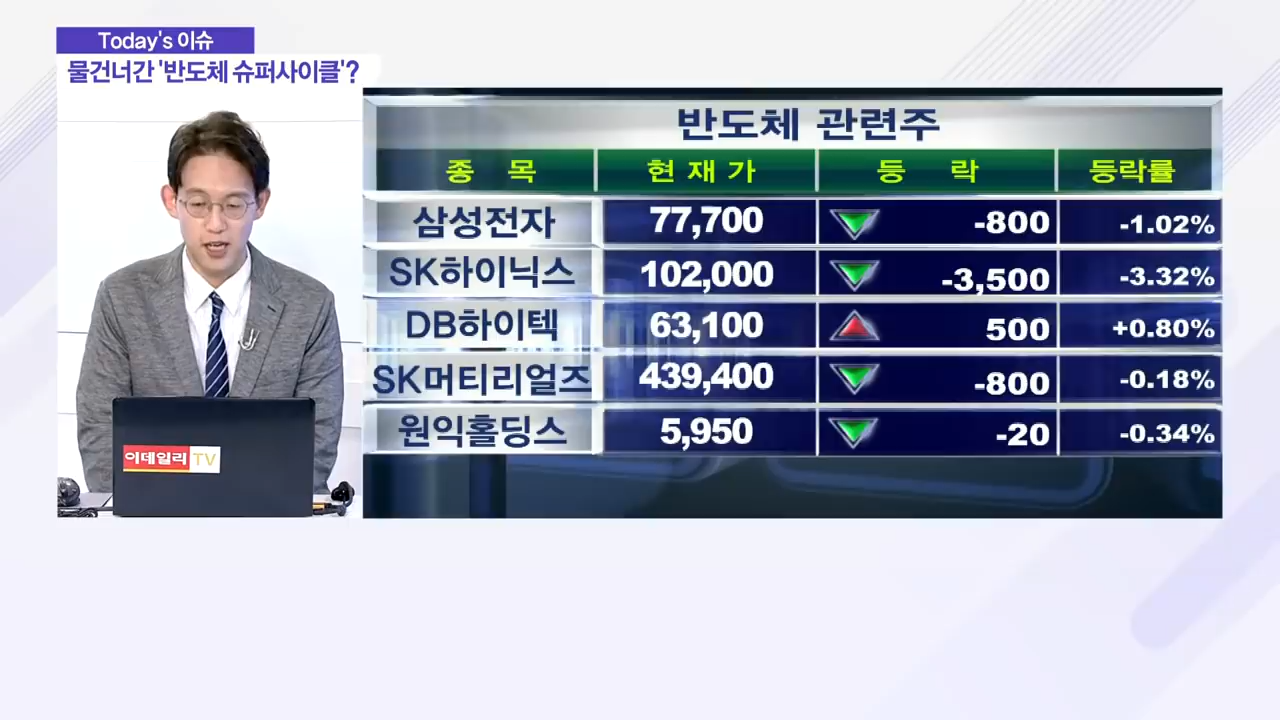 Today's 이슈
물건너간 '반도체 슈퍼사이클'?
반도체 관련주
종 목 현 재 가 등 락 등락률
삼성전자 77,700 -800 -1.02%
SK하이닉스 102,000 -3,500 -3.32%
DB하이텍 63,100 500 +0.80%
SK머티리얼즈 439,400 -800 -0.18%
원익홀딩스 5,950 -20 -0.34%
이데일리 TV